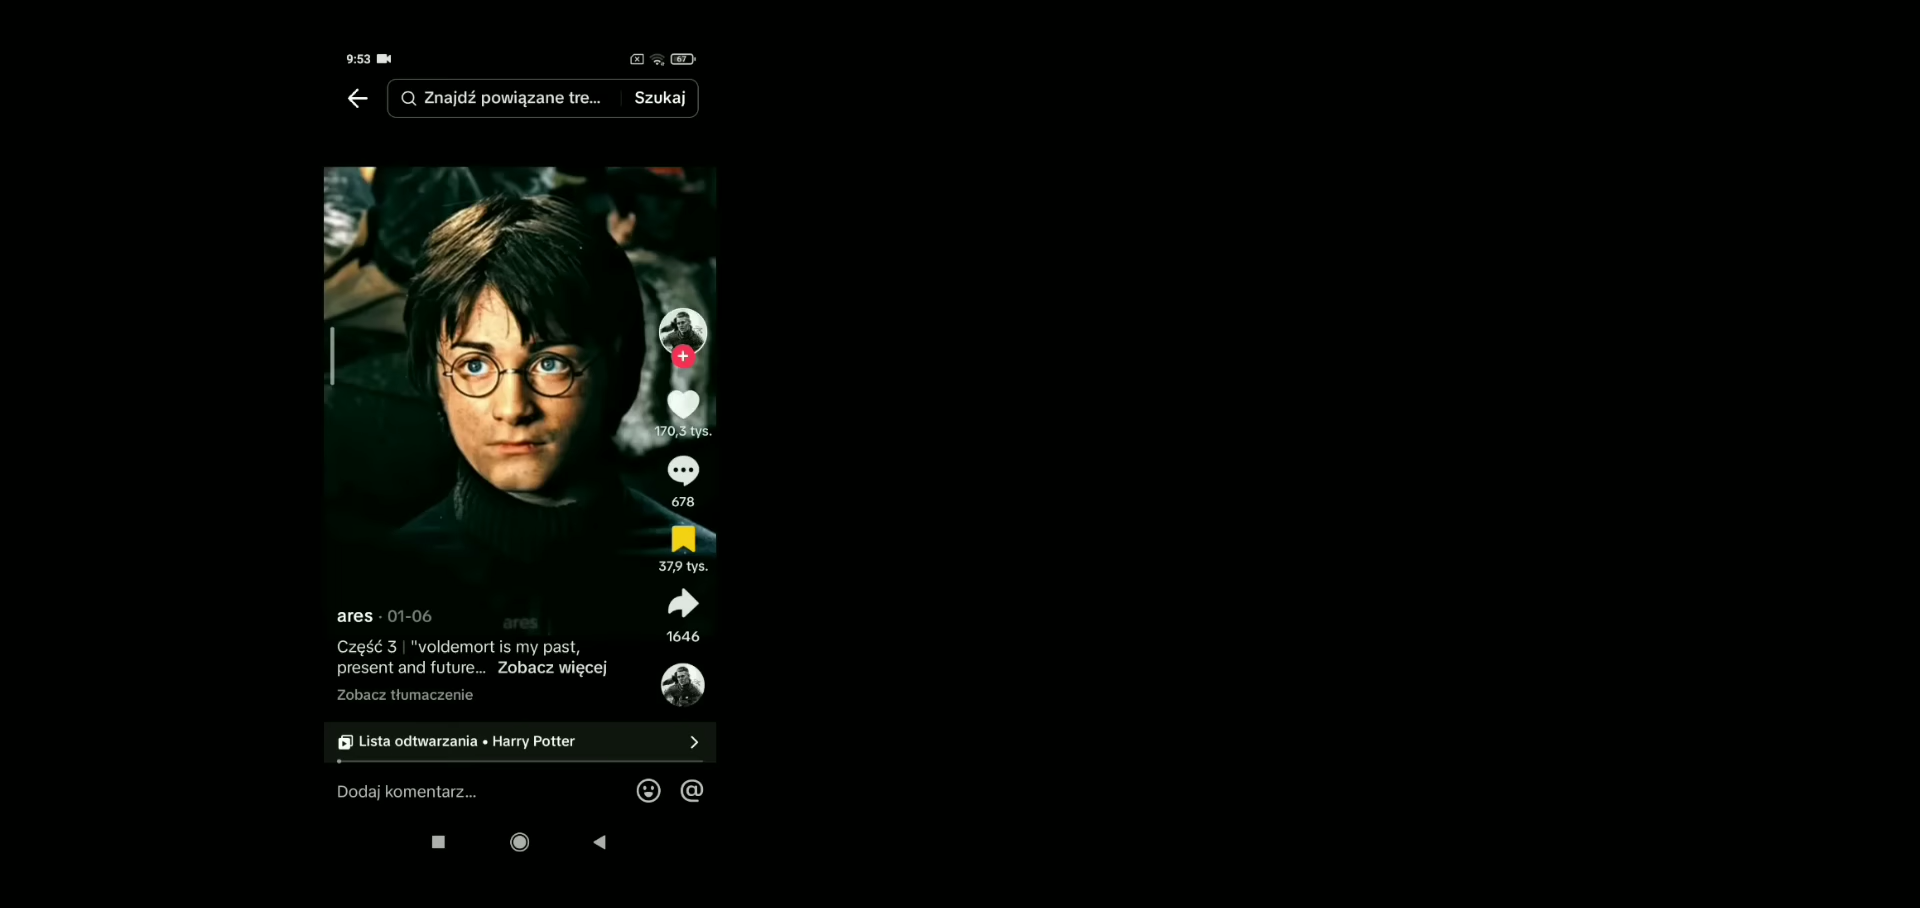 9:53
67
Znajdź powiązane tre...
Szukaj
170,3 tys.
678
37,9 tys.
1646
ares · 01-06
ares
Część 3 | "voldemort is my past,
present and future... Zobacz więcej
Zobacz tłumaczenie
Lista odtwarzania • Harry Potter
Dodaj komentarz...